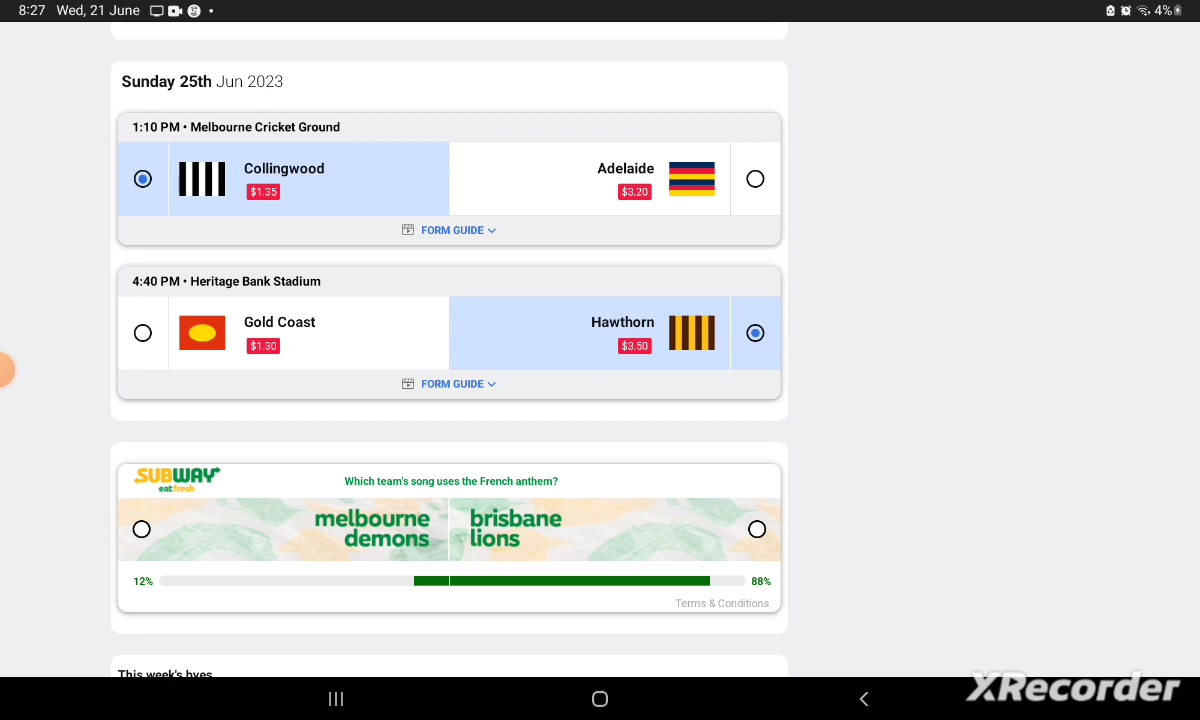 8:27 Wed, 21 June 4%
Sunday 25th Jun 2023
1:10 PM • Melbourne Cricket Ground
Collingwood Adelaide
$1.35 $3.20
FORM GUIDE
4:40 PM • Heritage Bank Stadium
Gold Coast Hawthorn
$1.30 $3.50
FORM GUIDE
SUBWAY
eat fresh
Which team's song uses the French anthem?
melbourne demons
brisbane lions
12% 88%
Terms & Conditions
This week's byes
XRecorder